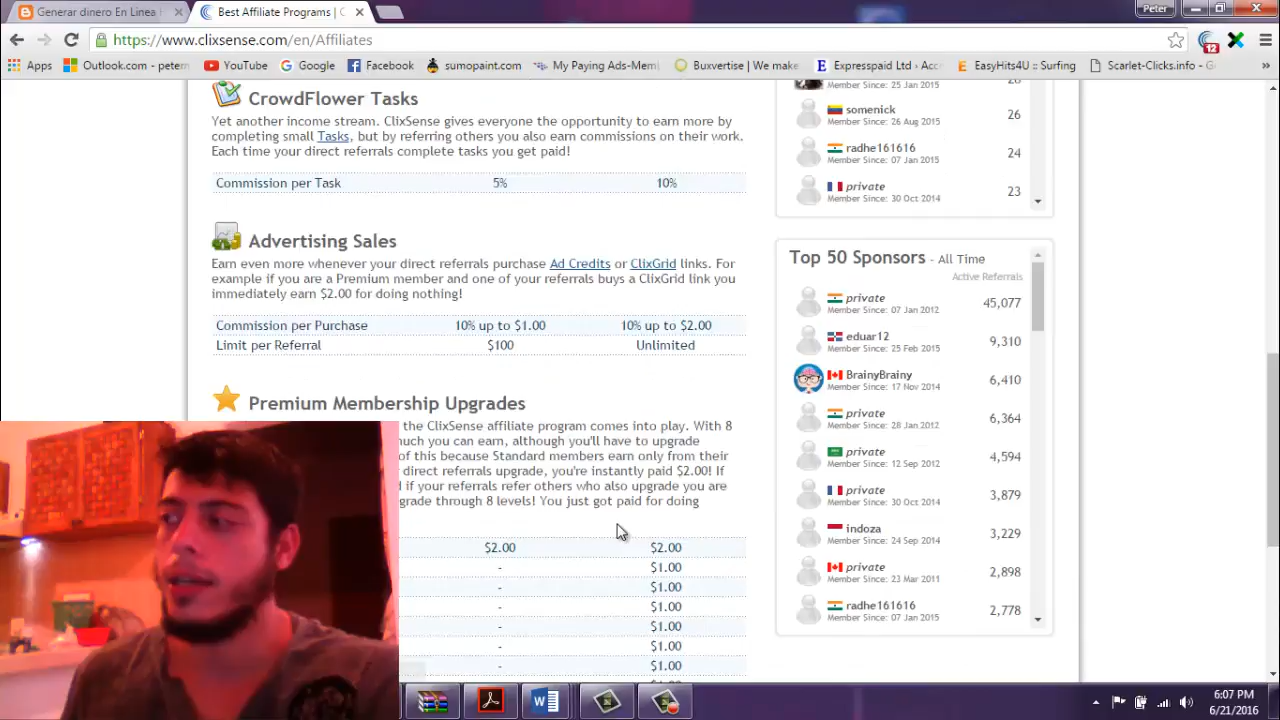 Generar dinero En Linea
Best Affiliate Programs | C
Peter
https://www.clixsense.com/en/Affiliates
12
Apps
Outlook.com - peterm
YouTube
Google
Facebook
sumopaint.com
My Paying Ads-Memi
Buxvertise | We make
Expresspaid Ltd - Acc
EasyHits4U :: Surfing
Scarlet-Clicks.info - G
»
CrowdFlower Tasks
Yet another income stream. ClixSense gives everyone the opportunity to earn more by
completing small Tasks, but by referring others you also earn commissions on their work.
Each time your direct referrals complete tasks you get paid!
Commission per Task 5% 10%
Advertising Sales
Earn even more whenever your direct referrals purchase Ad Credits or ClixGrid links. For
example if you are a Premium member and one of your referrals buys a ClixGrid link you
immediately earn $2.00 for doing nothing!
Commission per Purchase 10% up to $1.00 10% up to $2.00
Limit per Referral $100 Unlimited
Premium Membership Upgrades
the ClixSense affiliate program comes into play. With 8
much you can earn, although you'll have to upgrade
of this because Standard members earn only from their
direct referrals upgrade, you're instantly paid $2.00! If
if your referrals refer others who also upgrade you are
grade through 8 levels! You just got paid for doing
$2.00 $2.00
- $1.00
- $1.00
- $1.00
- $1.00
- $1.00
- $1.00
Member Since: 25 Jan 2015
somenick 26
Member Since: 26 Aug 2015
radhe161616 24
Member Since: 07 Jan 2015
private 23
Member Since: 30 Oct 2014
Top 50 Sponsors - All Time
Active Referrals
private 45,077
Member Since: 07 Jan 2012
eduar12 9,310
Member Since: 25 Feb 2015
BrainyBrainy 6,410
Member Since: 17 Nov 2014
private 6,364
Member Since: 28 Jan 2012
private 4,594
Member Since: 12 Sep 2012
private 3,879
Member Since: 30 Oct 2014
indoza 3,229
Member Since: 24 Sep 2014
private 2,898
Member Since: 23 Mar 2011
radhe161616 2,778
Member Since: 07 Jan 2015
6:07 PM
6/21/2016